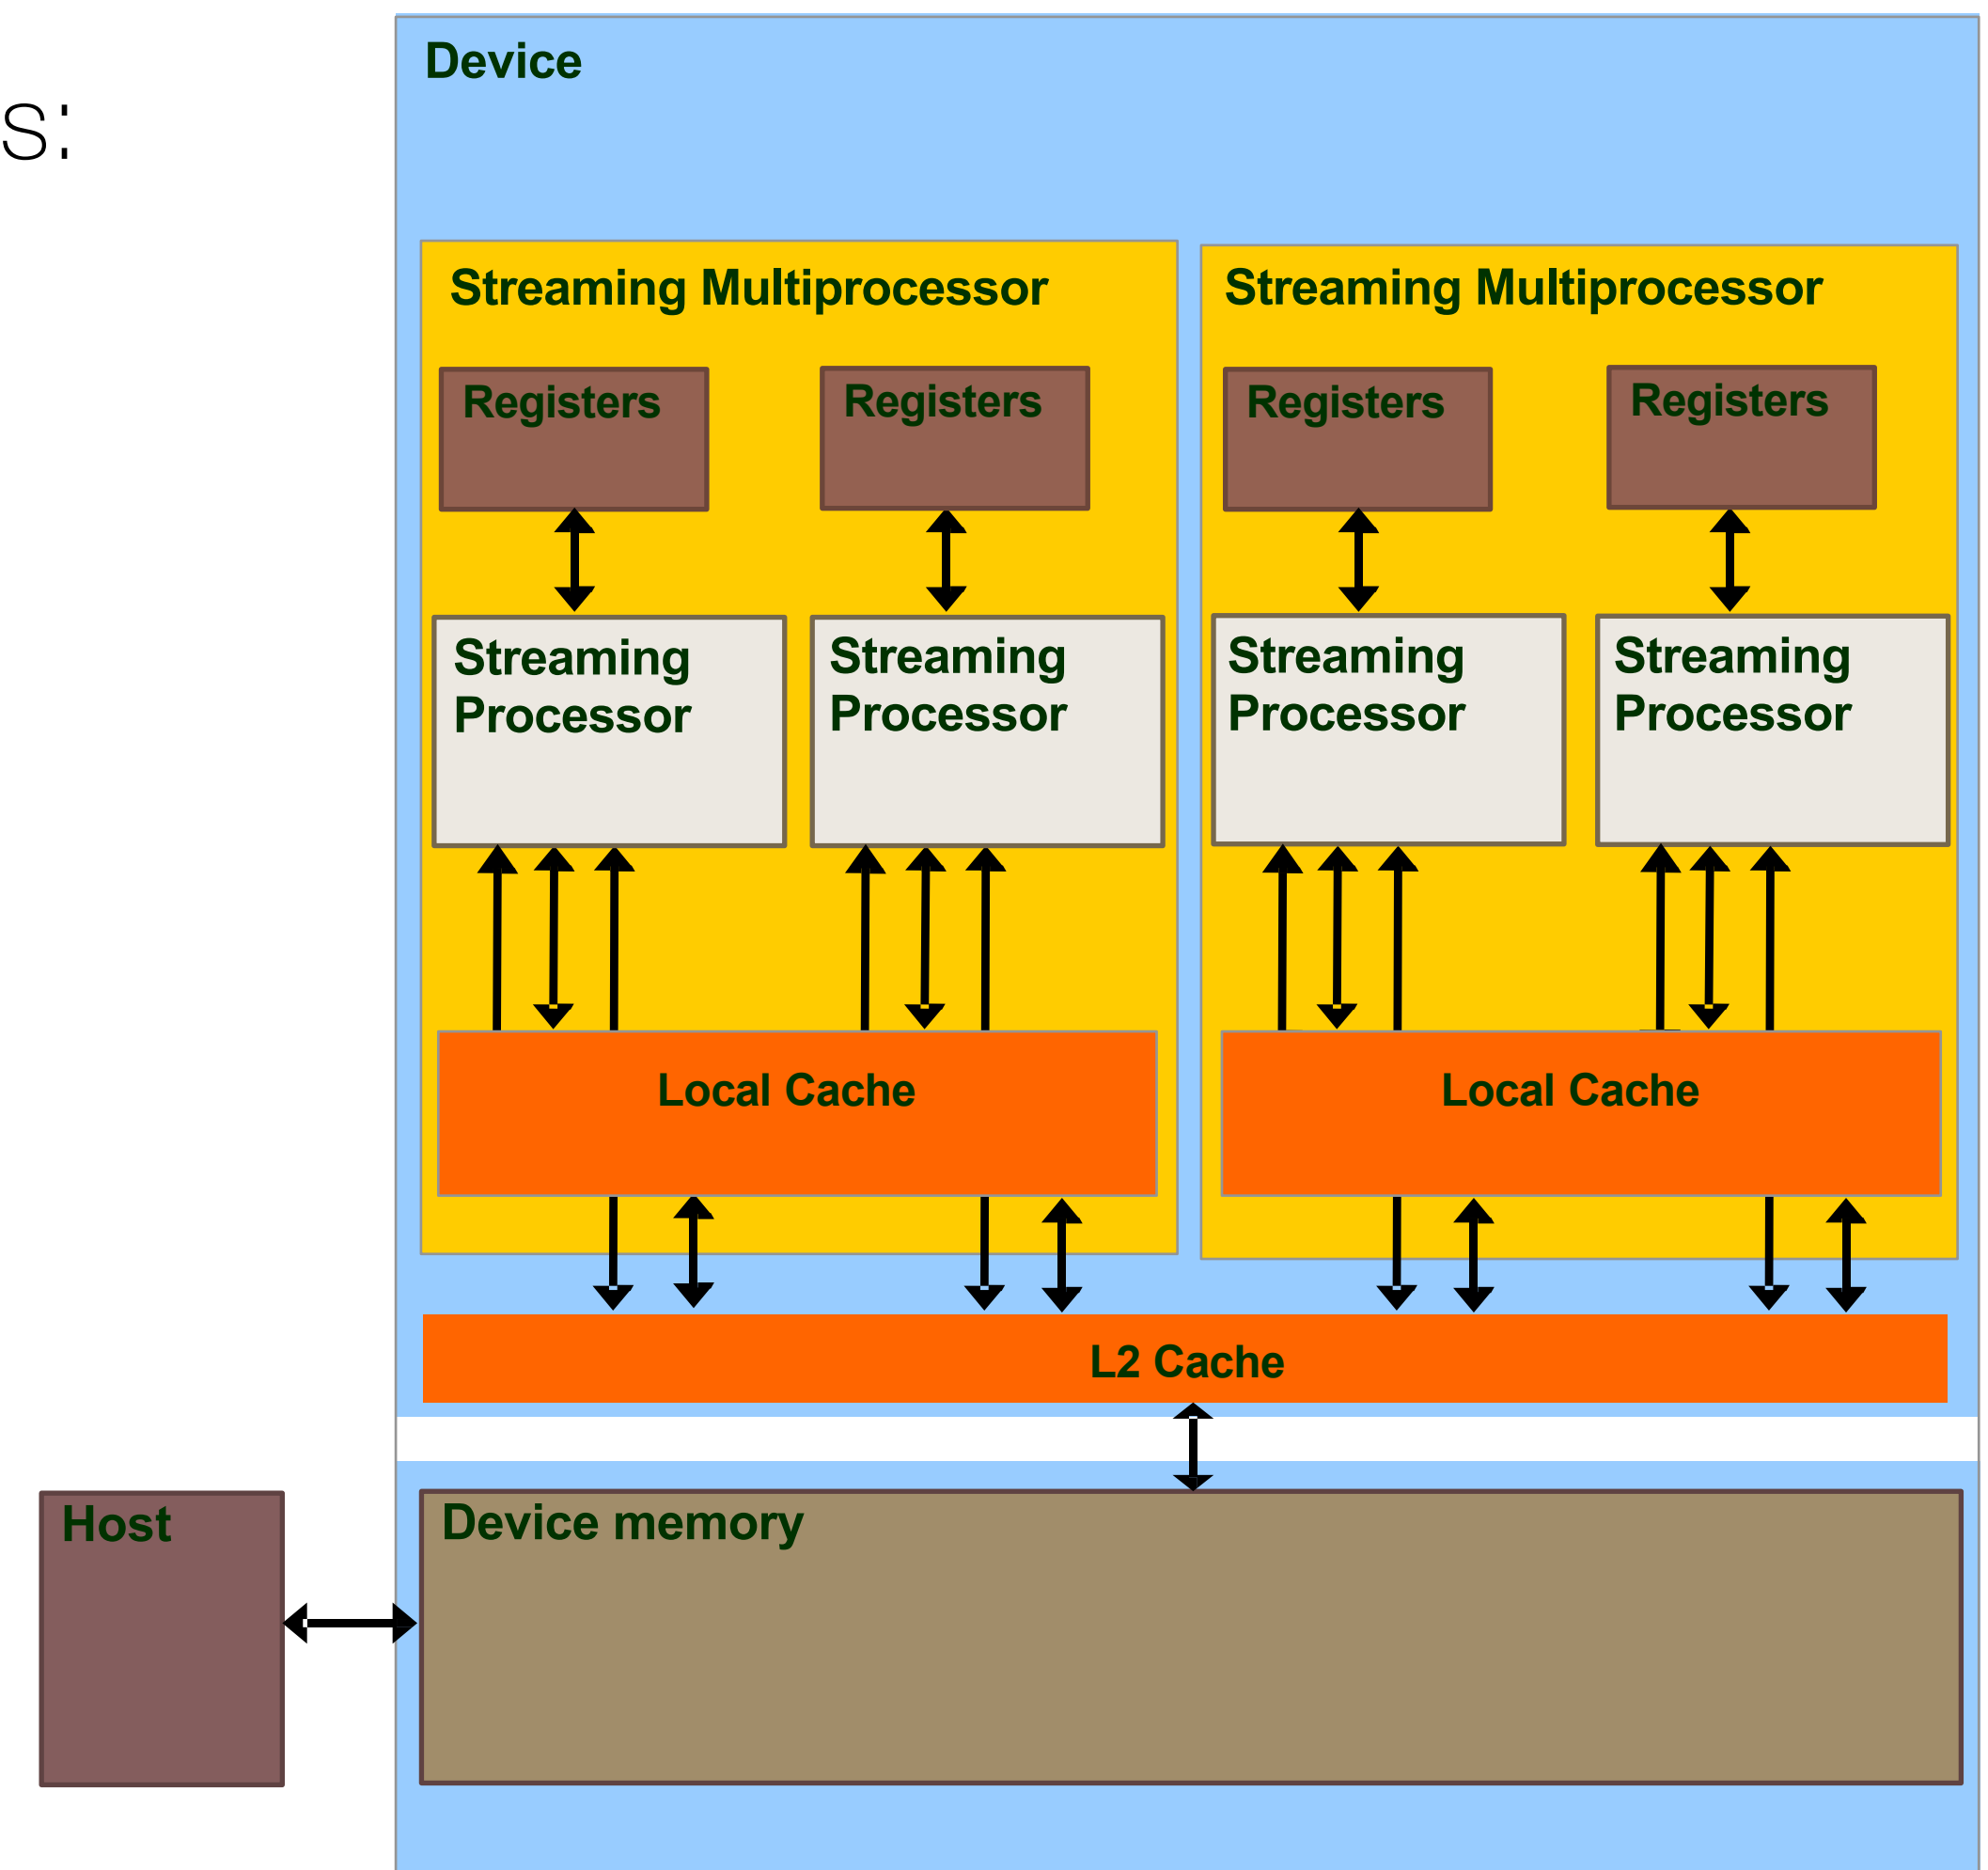 s:
Device
Streaming Multiprocessor
Streaming Multiprocessor
Registers
Registers
Registers
Registers
Streaming
Processor
Streaming
Processor
Streaming
Processor
Streaming
Processor
Local Cache
Local Cache
L2 Cache
Host
Device memory